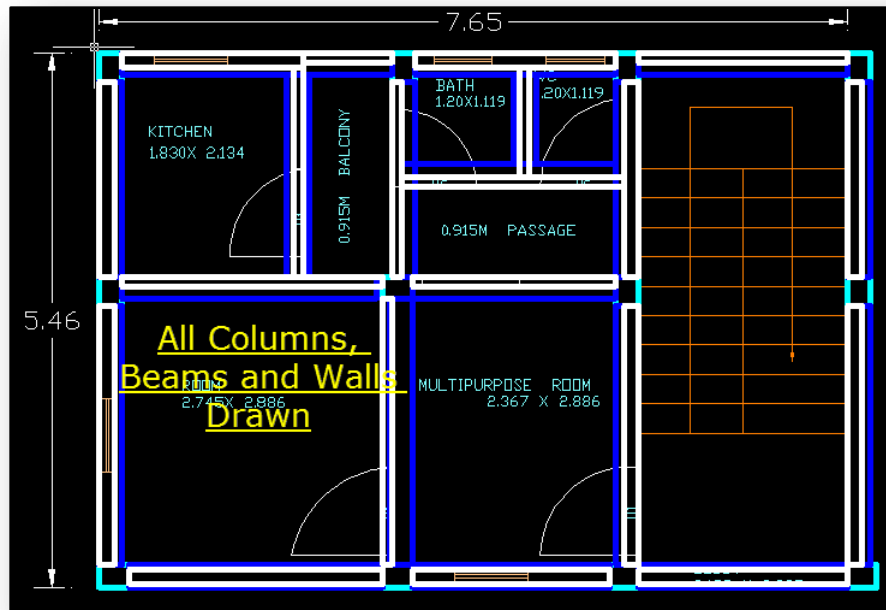 7.65
BATH
1.20X1.119
.20X1.119
KITCHEN
1.830X 2.134
0.915M BALCONY
0.915M PASSAGE
5.46
All Columns,
Beams and Walls
Drawn
ROOM
2.745X 2.886
MULTIPURPOSE ROOM
2.367 X 2.886